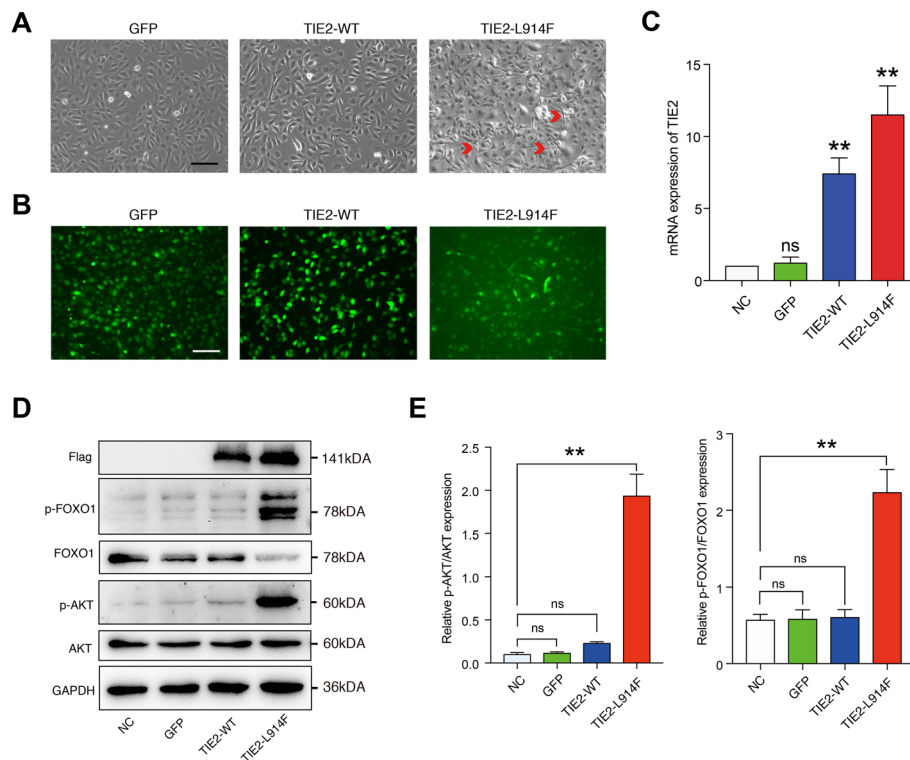 A
GFP
TIE2-WT
TIE2-L914F
B
GFP
TIE2-WT
TIE2-L914F
C
mRNA expression of TIE2
15
10
5
0
ns
**
**
NC
GFP
TIE2-WT
TIE2-L914F
D
Flag
141kDA
p-FOXO1
78kDA
FOXO1
78kDA
p-AKT
60kDA
AKT
60kDA
GAPDH
36kDA
NC
GFP
TIE2-WT
TIE2-L914F
E
Relative p-AKT/AKT expression
2.5
2.0
1.5
1.0
0.5
0.0
**
ns
ns
NC
GFP
TIE2-WT
TIE2-L914F
Relative p-FOXO1/FOXO1 expression
3
2
1
0
**
ns
ns
NC
GFP
TIE2-WT
TIE2-L914F